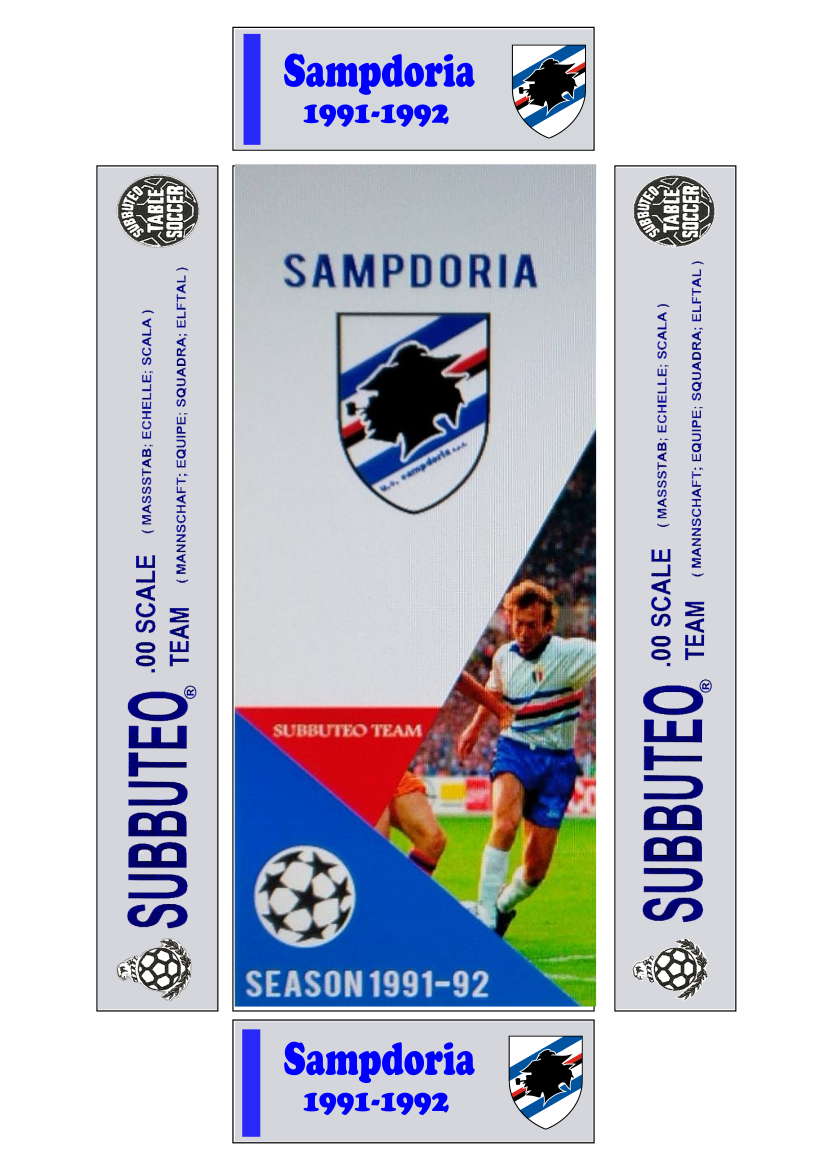 Sampdoria
1991-1992
SUBBUTEO
TABLE
SOCCER
SUBBUTEO®
.00 SCALE ( MASSSTAB; ECHELLE; SCALA )
TEAM ( MANNSCHAFT; EQUIPE; SQUADRA; ELFTAL )
SAMPDORIA
u.c. sampdoria s.p.a.
SUBBUTEO TEAM
SEASON 1991-92
SUBBUTEO
TABLE
SOCCER
SUBBUTEO®
.00 SCALE ( MASSSTAB; ECHELLE; SCALA )
TEAM ( MANNSCHAFT; EQUIPE; SQUADRA; ELFTAL )
Sampdoria
1991-1992